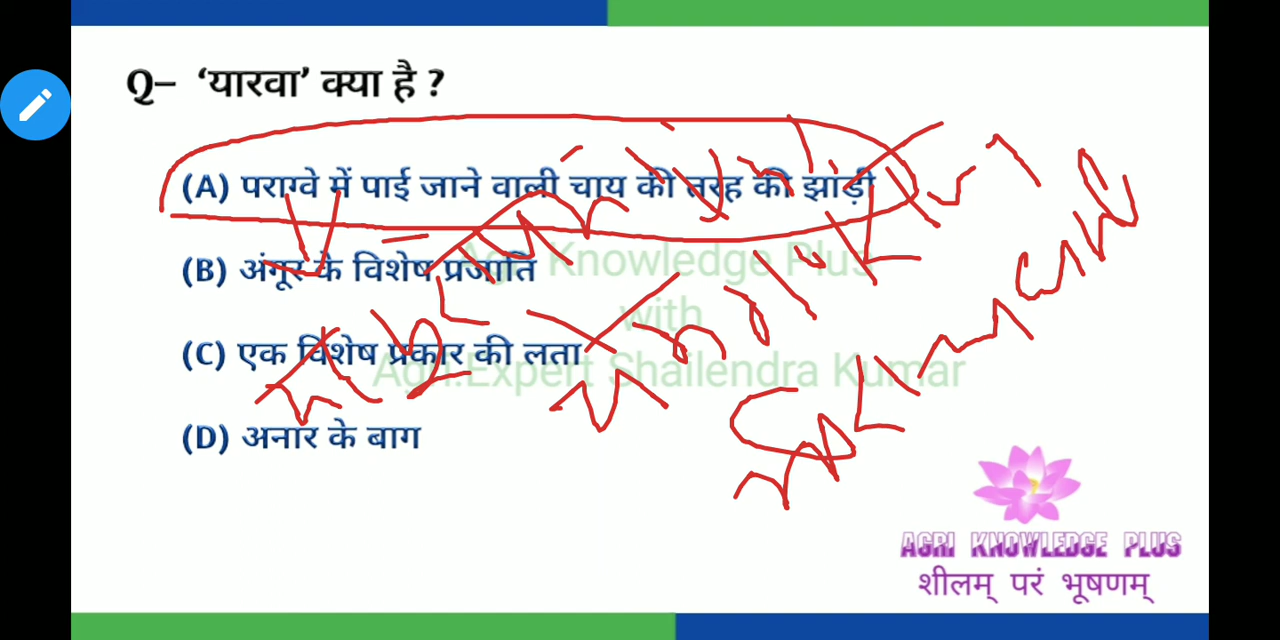 Q– ‘यारवा’ क्या है ?
(A) पराग्वे में पाई जाने वाली चाय की तरह की झाड़ी
(B) अंगूर के विशेष प्रजाति
Agri Knowledge Plus
with
(C) एक विशेष प्रकार की लता
Agri.Expert Shailendra Kumar
(D) अनार के बाग
AGRI KNOWLEDGE PLUS
शीलम् परं भूषणम्